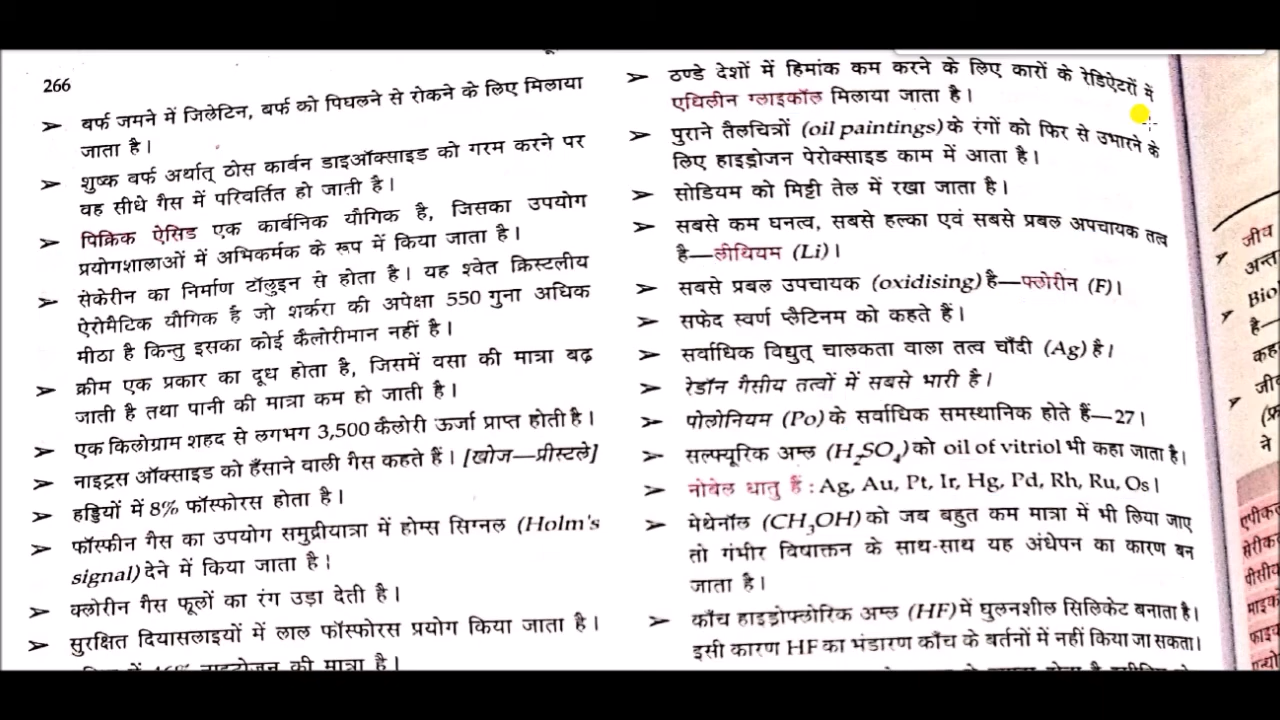 266
➤ बर्फ जमने में जिलेटिन, बर्फ को पिघलने से रोकने के लिए मिलाया
जाता है।
➤ शुष्क बर्फ अर्थात् ठोस कार्बन डाइऑक्साइड को गरम करने पर
वह सीधे गैस में परिवर्तित हो जाती है।
➤ पिक्रिक ऐसिड एक कार्बनिक यौगिक है, जिसका उपयोग
प्रयोगशालाओं में अभिकर्मक के रूप में किया जाता है।
➤ सेकेरीन का निर्माण टॉलुइन से होता है। यह श्वेत क्रिस्टलीय
ऐरोमैटिक यौगिक है जो शर्करा की अपेक्षा 550 गुना अधिक
मीठा है किन्तु इसका कोई कैलोरीमान नहीं है।
➤ क्रीम एक प्रकार का दूध होता है, जिसमें वसा की मात्रा बढ़
जाती है तथा पानी की मात्रा कम हो जाती है।
➤ एक किलोग्राम शहद से लगभग 3,500 कैलोरी ऊर्जा प्राप्त होती है।
➤ नाइट्रस ऑक्साइड को हँसाने वाली गैस कहते हैं। [खोज—प्रीस्टले]
➤ हड्डियों में 8% फॉस्फोरस होता है।
➤ फॉस्फीन गैस का उपयोग समुद्रीयात्रा में होम्स सिग्नल (Holm's
signal) देने में किया जाता है।
➤ क्लोरीन गैस फूलों का रंग उड़ा देती है।
➤ सुरक्षित दियासलाइयों में लाल फॉस्फोरस प्रयोग किया जाता है।
में 46% नाइट्रोजन की मात्रा है।
➤ ठण्डे देशों में हिमांक कम करने के लिए कारों के रेडिऐटरों में
एथिलीन ग्लाइकॉल मिलाया जाता है।
➤ पुराने तैलचित्रों (oil paintings) के रंगों को फिर से उभारने के
लिए हाइड्रोजन पेरोक्साइड काम में आता है।
➤ सोडियम को मिट्टी तेल में रखा जाता है।
➤ सबसे कम घनत्व, सबसे हल्का एवं सबसे प्रबल अपचायक तत्व
है—लीथियम (Li)।
➤ सबसे प्रबल उपचायक (oxidising) है—फ्लोरीन (F)।
➤ सफेद स्वर्ण प्लैटिनम को कहते हैं।
➤ सर्वाधिक विद्युत् चालकता वाला तत्व चाँदी (Ag) है।
➤ रेडॉन गैसीय तत्वों में सबसे भारी है।
➤ पोलोनियम (Po) के सर्वाधिक समस्थानिक होते हैं—27।
➤ सल्फ्यूरिक अम्ल (H₂SO₄) को oil of vitriol भी कहा जाता है।
➤ नोबेल धातु हैं : Ag, Au, Pt, Ir, Hg, Pd, Rh, Ru, Os।
➤ मेथेनॉल (CH₃OH) को जब बहुत कम मात्रा में भी लिया जाए
तो गंभीर विषाक्तन के साथ-साथ यह अंधेपन का कारण बन
जाता है।
➤ काँच हाइड्रोफ्लोरिक अम्ल (HF) में घुलनशील सिलिकेट बनाता है।
इसी कारण HF का भंडारण काँच के बर्तनों में नहीं किया जा सकता।
जीव
अन्त
Bio
है—
कह
जी
ने